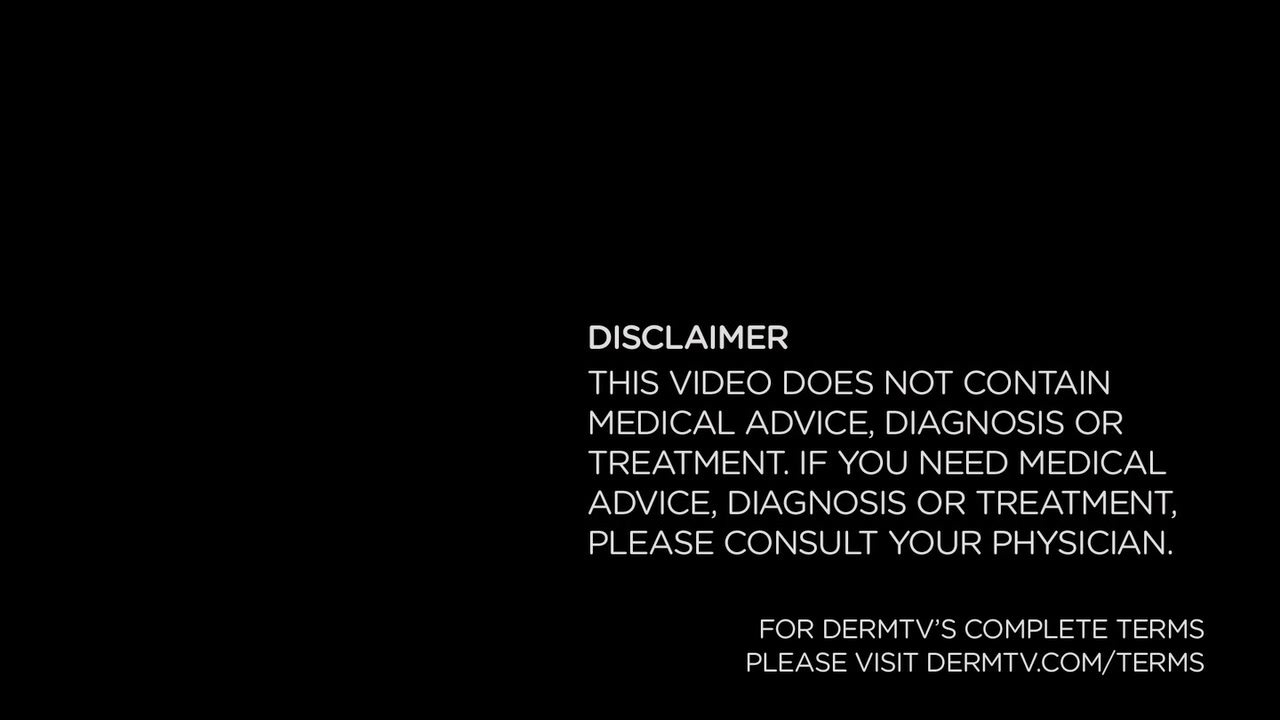 DISCLAIMER
THIS VIDEO DOES NOT CONTAIN
MEDICAL ADVICE, DIAGNOSIS OR
TREATMENT. IF YOU NEED MEDICAL
ADVICE, DIAGNOSIS OR TREATMENT,
PLEASE CONSULT YOUR PHYSICIAN.
FOR DERMTV’S COMPLETE TERMS
PLEASE VISIT DERMTV.COM/TERMS